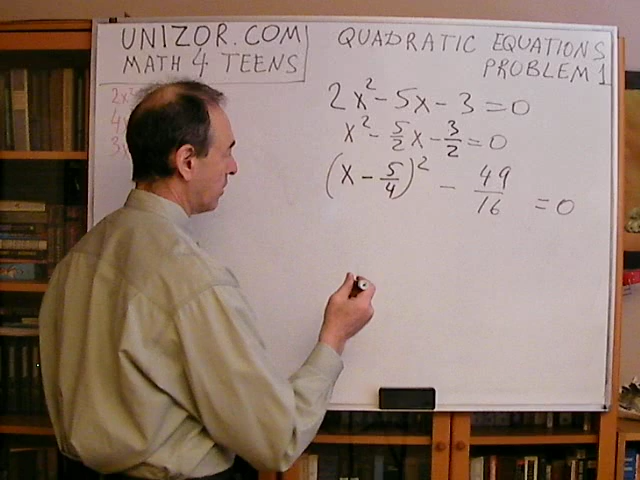 UNIZOR.COM
MATH 4 TEENS
QUADRATIC EQUATIONS
PROBLEM 1
2x² - 5x - 3 = 0
x² - 5/2 x - 3/2 = 0
(x - 5/4)² - 49/16 = 0